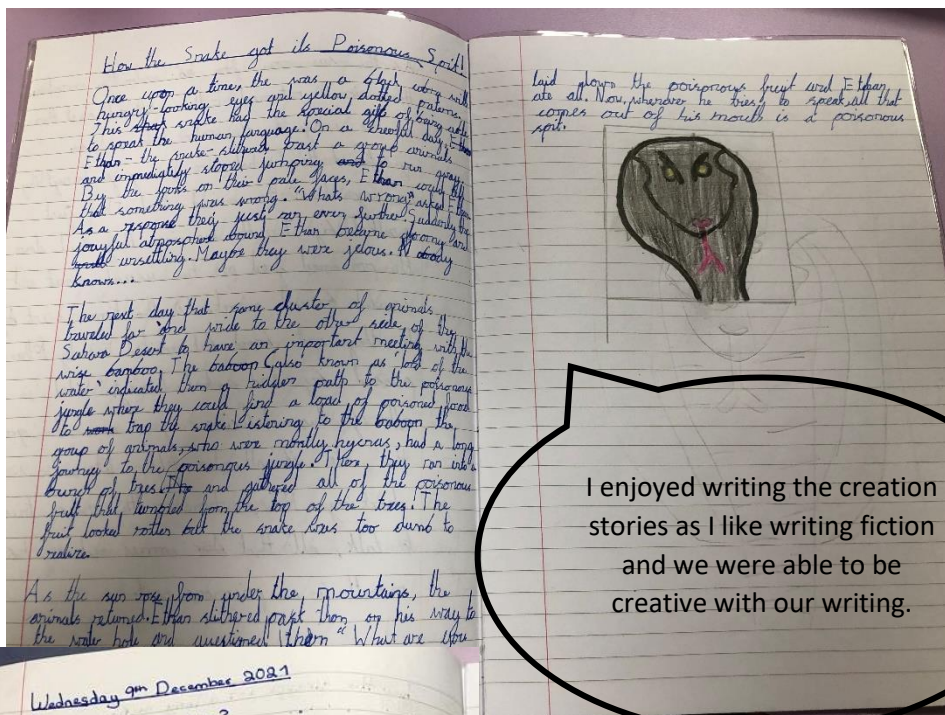 How the Snake got its Poisonous Spit!
Once upon a time, the was a black cobra with
hungry-looking eyes and yellow, dotted paterns.
This snake had the special gift of being able
to speak the human language. On a cheerful day,
Ethan - the snake - slithered past a group animals
and immediatly stoped jumping to run away.
By the looks on their pale faces, Ethan could tell
that something was wrong. "Whats wrong" asked Ethan
As a response they just ran even further. Suddenly the
joayful atmosphere around Ethan became gloomy and
unsettling. Maybe they were jelous. Nobody
knows...
The next day that same cluster of animals
traveled far and wide to the other side of the
Sahara Desert to have an important meeting with the
wise bamboo. The baboon (also known as 'lord of the
water' indicated them a hidden path to the poisonous
jungle where they could find a load of poisoned food
to trap the snake. Listening to the baboon the
group of animals, who were montly hyenas, had a long
journey to the poisonous jungle. There, they ran into a
bunch of trees. and gathered all of the poisonous
fruit that from the top of the trees. The
fruit looked rotten but the snake was too dumb to
realize
As the sun rose from under the mountains, the
animals returned. Ethan slithered past them on his way to
the water hole and questioned them "What are you
laid down the poisonous fruit and Ethan
ate all. Now, whenever he tries to speak, all that
comes out of his mouth is a poisonous
spit.
I enjoyed writing the creation
stories as I like writing fiction
and we were able to be
creative with our writing.
Wednesday 9th December 2021